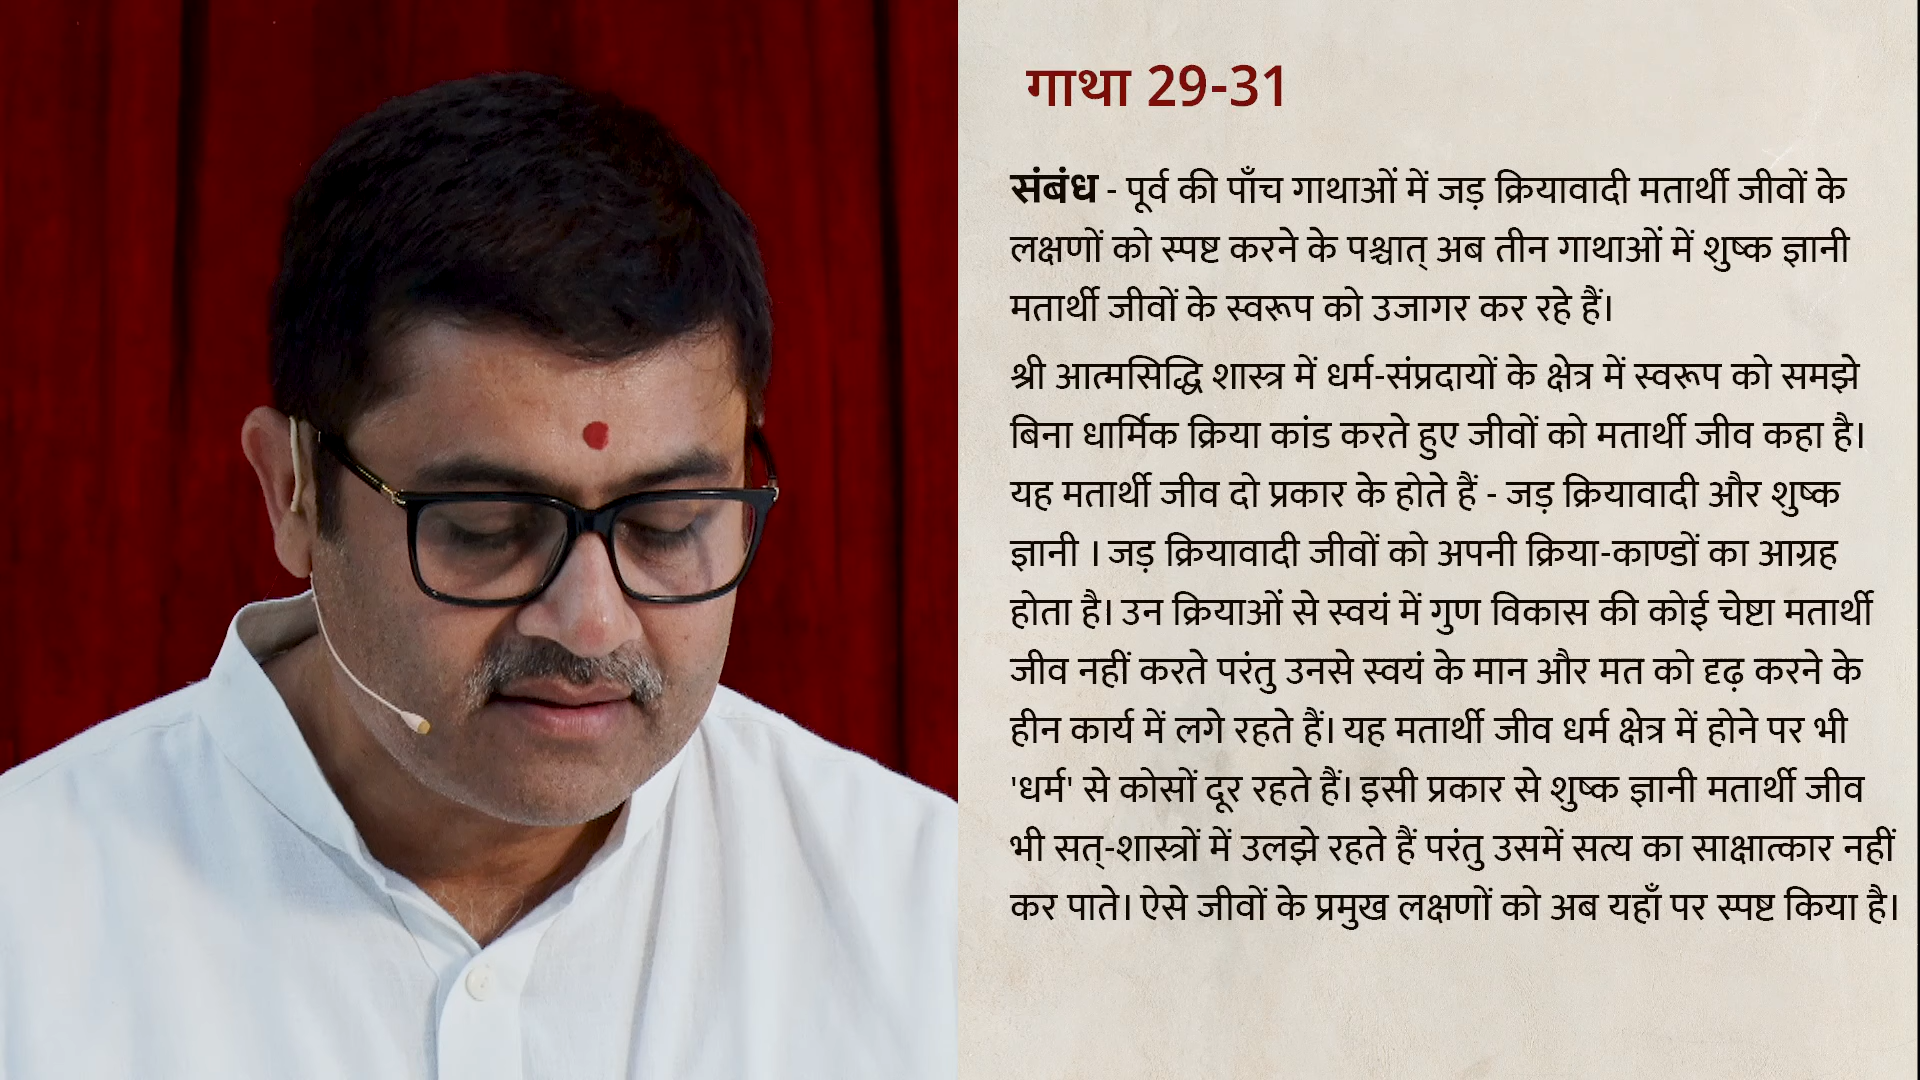 गाथा 29-31
संबंध - पूर्व की पाँच गाथाओं में जड़ क्रियावादी मतार्थी जीवों के
लक्षणों को स्पष्ट करने के पश्चात् अब तीन गाथाओं में शुष्क ज्ञानी
मतार्थी जीवों के स्वरूप को उजागर कर रहे हैं।
श्री आत्मसिद्धि शास्त्र में धर्म-संप्रदायों के क्षेत्र में स्वरूप को समझे
बिना धार्मिक क्रिया कांड करते हुए जीवों को मतार्थी जीव कहा है।
यह मतार्थी जीव दो प्रकार के होते हैं - जड़ क्रियावादी और शुष्क
ज्ञानी । जड़ क्रियावादी जीवों को अपनी क्रिया-काण्डों का आग्रह
होता है। उन क्रियाओं से स्वयं में गुण विकास की कोई चेष्टा मतार्थी
जीव नहीं करते परंतु उनसे स्वयं के मान और मत को दृढ़ करने के
हीन कार्य में लगे रहते हैं। यह मतार्थी जीव धर्म क्षेत्र में होने पर भी
'धर्म' से कोसों दूर रहते हैं। इसी प्रकार से शुष्क ज्ञानी मतार्थी जीव
भी सत्-शास्त्रों में उलझे रहते हैं परंतु उसमें सत्य का साक्षात्कार नहीं
कर पाते। ऐसे जीवों के प्रमुख लक्षणों को अब यहाँ पर स्पष्ट किया है।